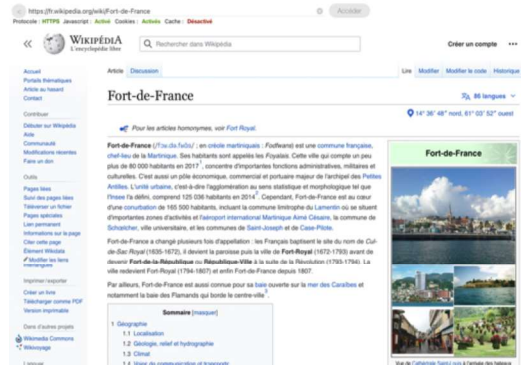 https://fr.wikipedia.org/wiki/Fort-de-France
Accéder
Protocole : HTTPS Javascript : Activé Cookies : Activés Cache : Désactivé
WIKIPÉDIA
L'encyclopédie libre
Rechercher dans Wikipédia
Créer un compte
Accueil
Portails thématiques
Article au hasard
Contact
Contribuer
Débuter sur Wikipédia
Aide
Communauté
Modifications récentes
Faire un don
Outils
Pages liées
Suivi des pages liées
Téléverser un fichier
Pages spéciales
Lien permanent
Informations sur la page
Citer cette page
Élément Wikidata
Modifier les liens interlangues
Imprimer/exporter
Créer un livre
Télécharger comme PDF
Version imprimable
Dans d'autres projets
Wikimedia Commons
Wikivoyage
Langues
Article Discussion
Lire Modifier Modifier le code Historique
Fort-de-France
86 langues
14° 36′ 48″ nord, 61° 03′ 52″ ouest
Pour les articles homonymes, voir Fort Royal.
Fort-de-France ; en créole martiniquais : Fodfwans) est une commune française,
chef-lieu de la Martinique. Ses habitants sont appelés les Foyalais. Cette ville qui compte un peu
plus de 80 000 habitants en 2017¹, concentre d'importantes fonctions administratives, militaires et
culturelles. C'est aussi un pôle économique, commercial et portuaire majeur de l'archipel des Petites
Antilles. L'unité urbaine, c'est-à-dire l'agglomération au sens statistique et morphologique tel que
l'Insee l'a défini, comprend 125 036 habitants en 2014². Cependant, Fort-de-France est au cœur
d'une conurbation de 165 500 habitants, incluant la commune limitrophe du Lamentin où se situent
d'importantes zones d'activités et l'aéroport international Martinique Aimé Césaire, la commune de
Schœlcher, ville universitaire, et les communes de Saint-Joseph et de Case-Pilote.
Fort-de-France a changé plusieurs fois d'appellation : les Français baptisent le site du nom de Cul-
de-Sac Royal (1635-1672), il devient la paroisse puis la ville de Fort-Royal (1672-1793) avant de
devenir Fort-de-la-République ou République-Ville à la suite de la Révolution (1793-1794). La
ville redevient Fort-Royal (1794-1807) et enfin Fort-de-France depuis 1807.
Par ailleurs, Fort-de-France est aussi connue pour sa baie ouverte sur la mer des Caraïbes et
notamment la baie des Flamands qui borde le centre-ville³.
Sommaire [masquer]
1 Géographie
1.1 Localisation
1.2 Géologie, relief et hydrographie
1.3 Climat
1.4 Voies de communication et transports
Fort-de-France
Vue de Cathédrale Saint-Louis à l'arrivée des bateaux